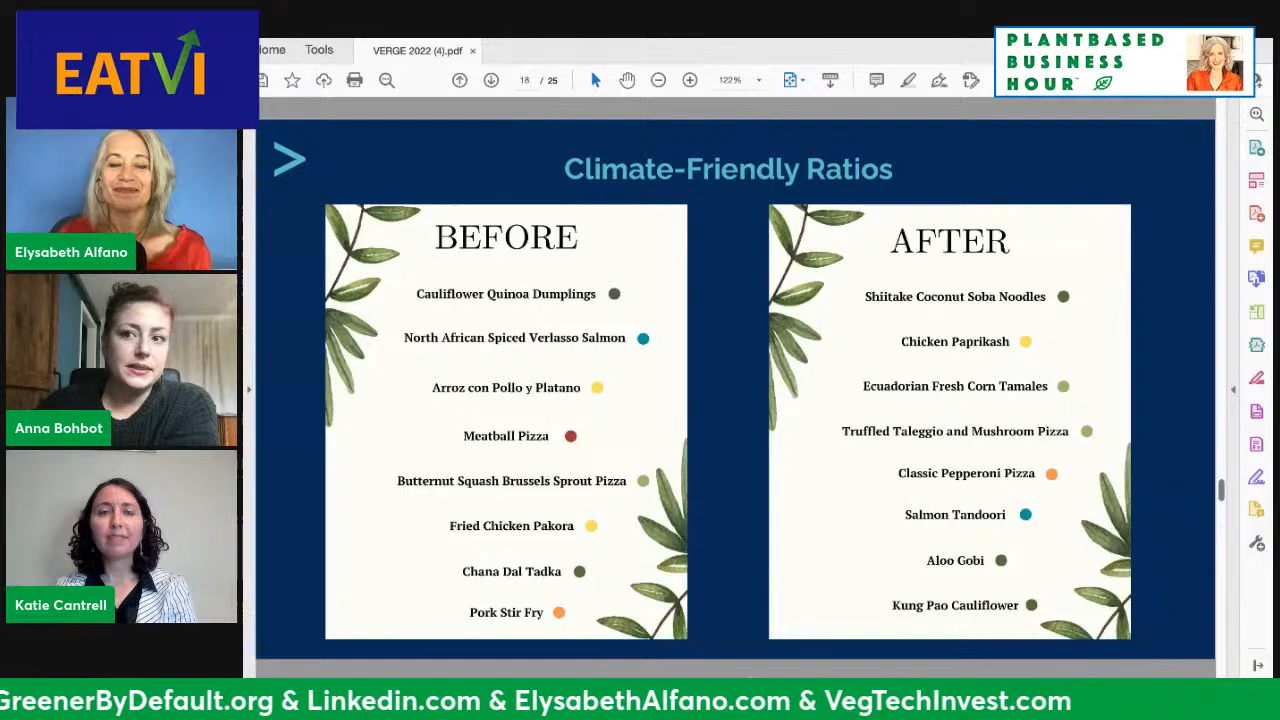 EATVI
ome
Tools
VERGE 2022 (4).pdf ×
18 / 25
122%
PLANTBASED
BUSINESS
HOUR
Elysabeth Alfano
Anna Bohbot
Katie Cantrell
>
Climate-Friendly Ratios
BEFORE
Cauliflower Quinoa Dumplings
North African Spiced Verlasso Salmon
Arroz con Pollo y Platano
Meatball Pizza
Butternut Squash Brussels Sprout Pizza
Fried Chicken Pakora
Chana Dal Tadka
Pork Stir Fry
AFTER
Shiitake Coconut Soba Noodles
Chicken Paprikash
Ecuadorian Fresh Corn Tamales
Truffled Taleggio and Mushroom Pizza
Classic Pepperoni Pizza
Salmon Tandoori
Aloo Gobi
Kung Pao Cauliflower
GreenerByDefault.org & Linkedin.com & ElysabethAlfano.com & VegTechInvest.com